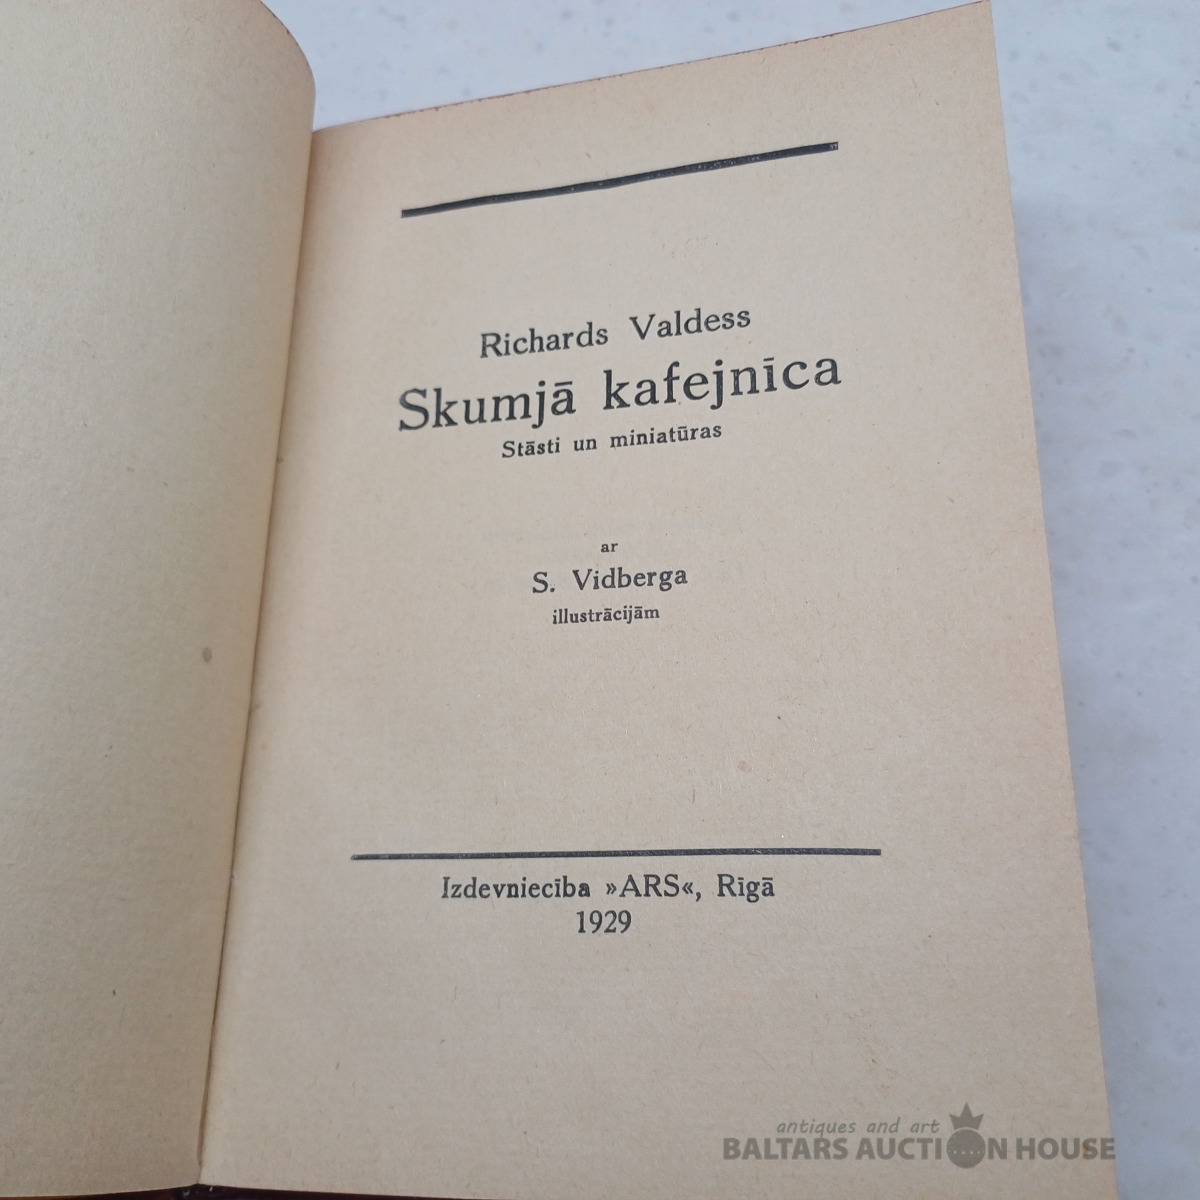 Richards Valdess
Skumjā kafejnīca
Stāsti un miniatūras
ar
S. Vidberga
illustrācijām
Izdevniecība »ARS«, Rīgā
1929
antiques and art
BALTARS AUCTION HOUSE